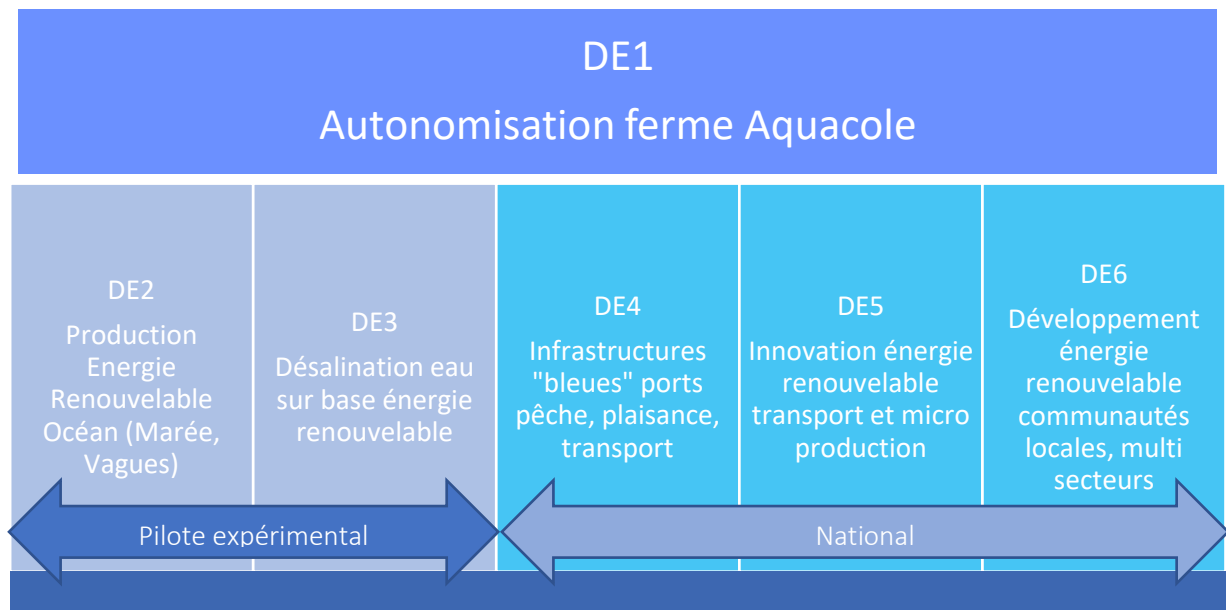 DE1
Autonomisation ferme Aquacole
DE2
Production
Energie
Renouvelable
Océan (Marée,
Vagues)
DE3
Désalination eau
sur base énergie
renouvelable
DE4
Infrastructures
"bleues" ports
pêche, plaisance,
transport
DE5
Innovation énergie
renouvelable
transport et micro
production
DE6
Développement
énergie
renouvelable
communautés
locales, multi
secteurs
Pilote expérimental
National